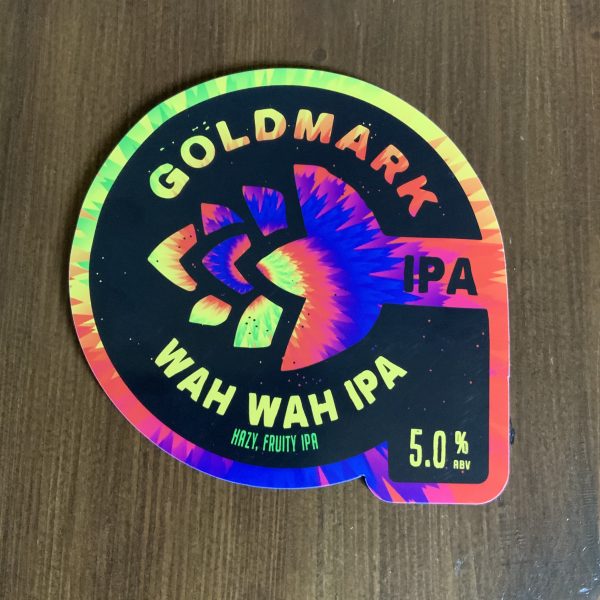 GOLDMARK
IPA
WAH WAH IPA
HAZY, FRUITY IPA
5.0 %
ABV